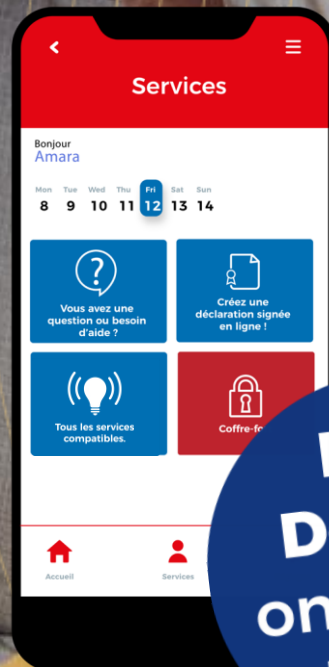 Services
Bonjour
Amara
Mon Tue Wed Thu Fri Sat Sun
8 9 10 11 12 13 14
?
Vous avez une
question ou besoin
d'aide ?
Créez une
déclaration signée
en ligne !
Tous les services
compatibles.
Accueil
Services
on